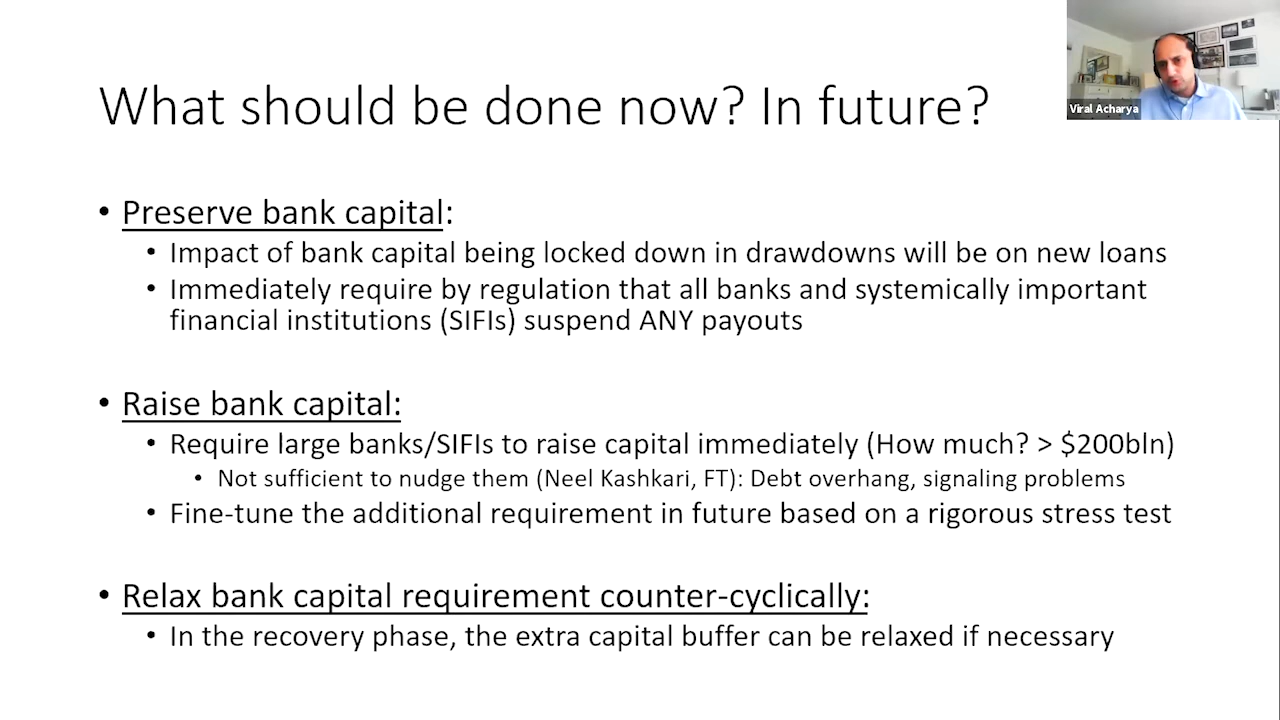 What should be done now? In future?
Viral Acharya
• Preserve bank capital:
• Impact of bank capital being locked down in drawdowns will be on new loans
• Immediately require by regulation that all banks and systemically important
financial institutions (SIFIs) suspend ANY payouts
• Raise bank capital:
• Require large banks/SIFIs to raise capital immediately (How much? > $200bln)
• Not sufficient to nudge them (Neel Kashkari, FT): Debt overhang, signaling problems
• Fine-tune the additional requirement in future based on a rigorous stress test
• Relax bank capital requirement counter-cyclically:
• In the recovery phase, the extra capital buffer can be relaxed if necessary